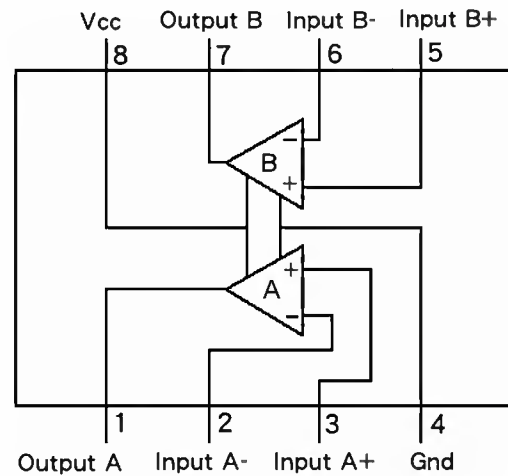 Vcc Output B Input B- Input B+
8 7 6 5
−
B
+
+
A
−
1 2 3 4
Output A Input A- Input A+ Gnd